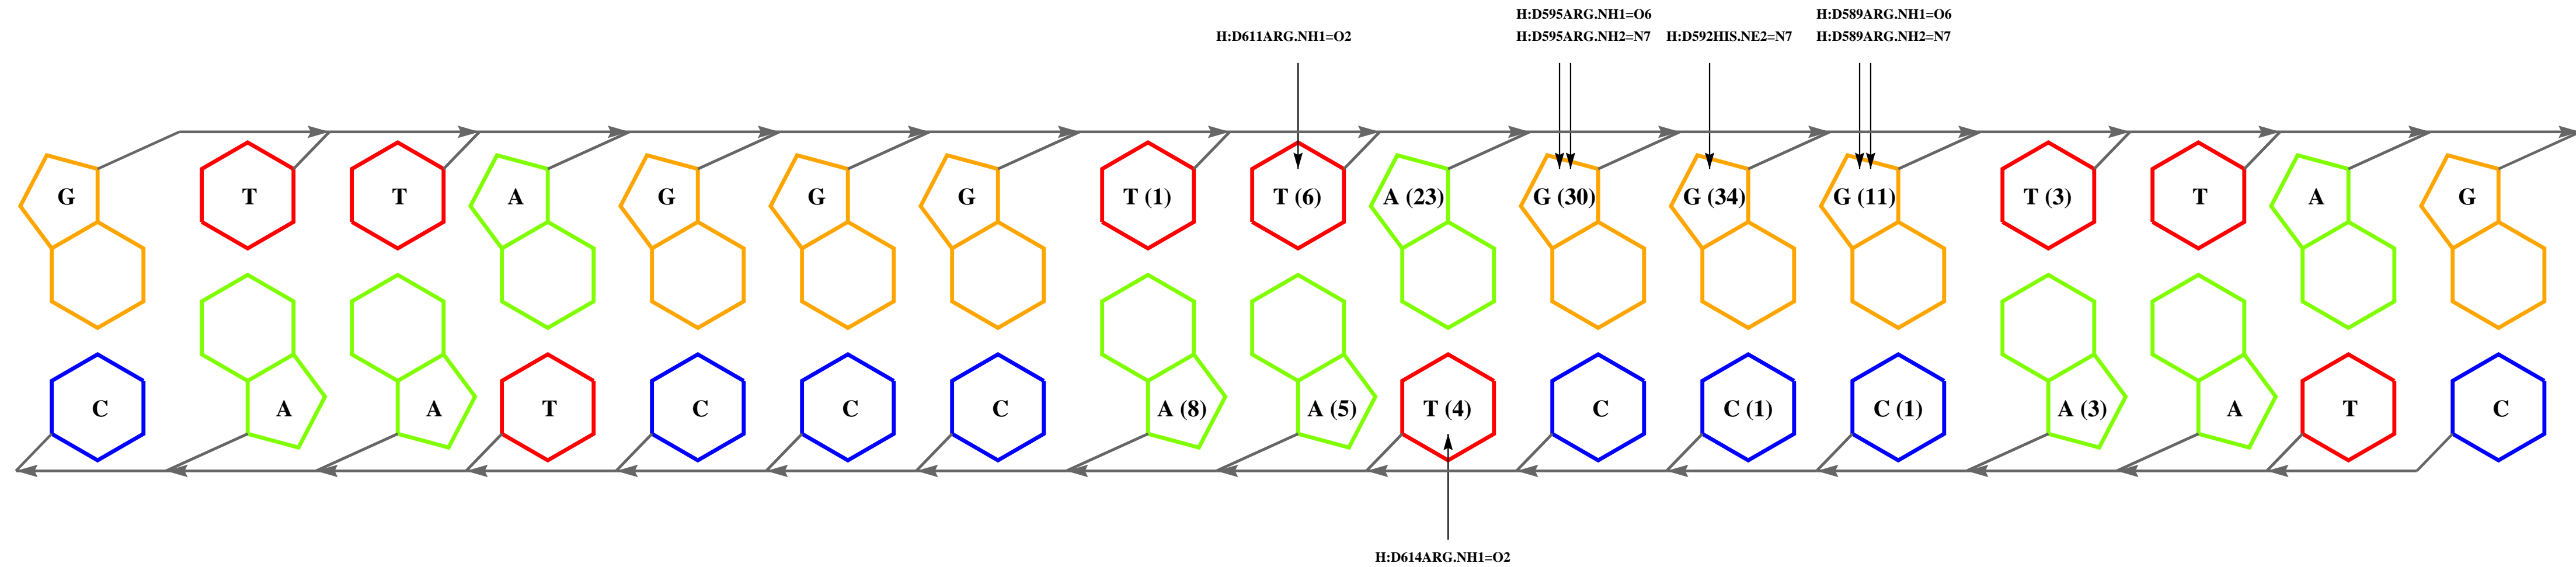 H:D595ARG.NH1=O6 H:D589ARG.NH1=O6
H:D611ARG.NH1=O2 H:D595ARG.NH2=N7 H:D592HIS.NE2=N7 H:D589ARG.NH2=N7
G T T A G G G T (1) T (6) A (23) G (30) G (34) G (11) T (3) T A G
C A A T C C C A (8) A (5) T (4) C C (1) C (1) A (3) A T C
H:D614ARG.NH1=O2